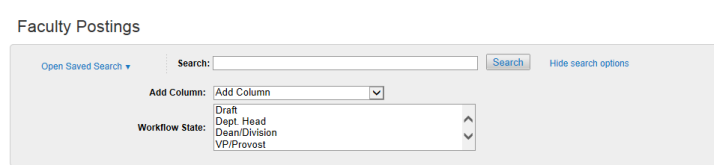 Faculty Postings
Open Saved Search ▾ Search: Search Hide search options
Add Column: Add Column
Workflow State: Draft
Dept. Head
Dean/Division
VP/Provost